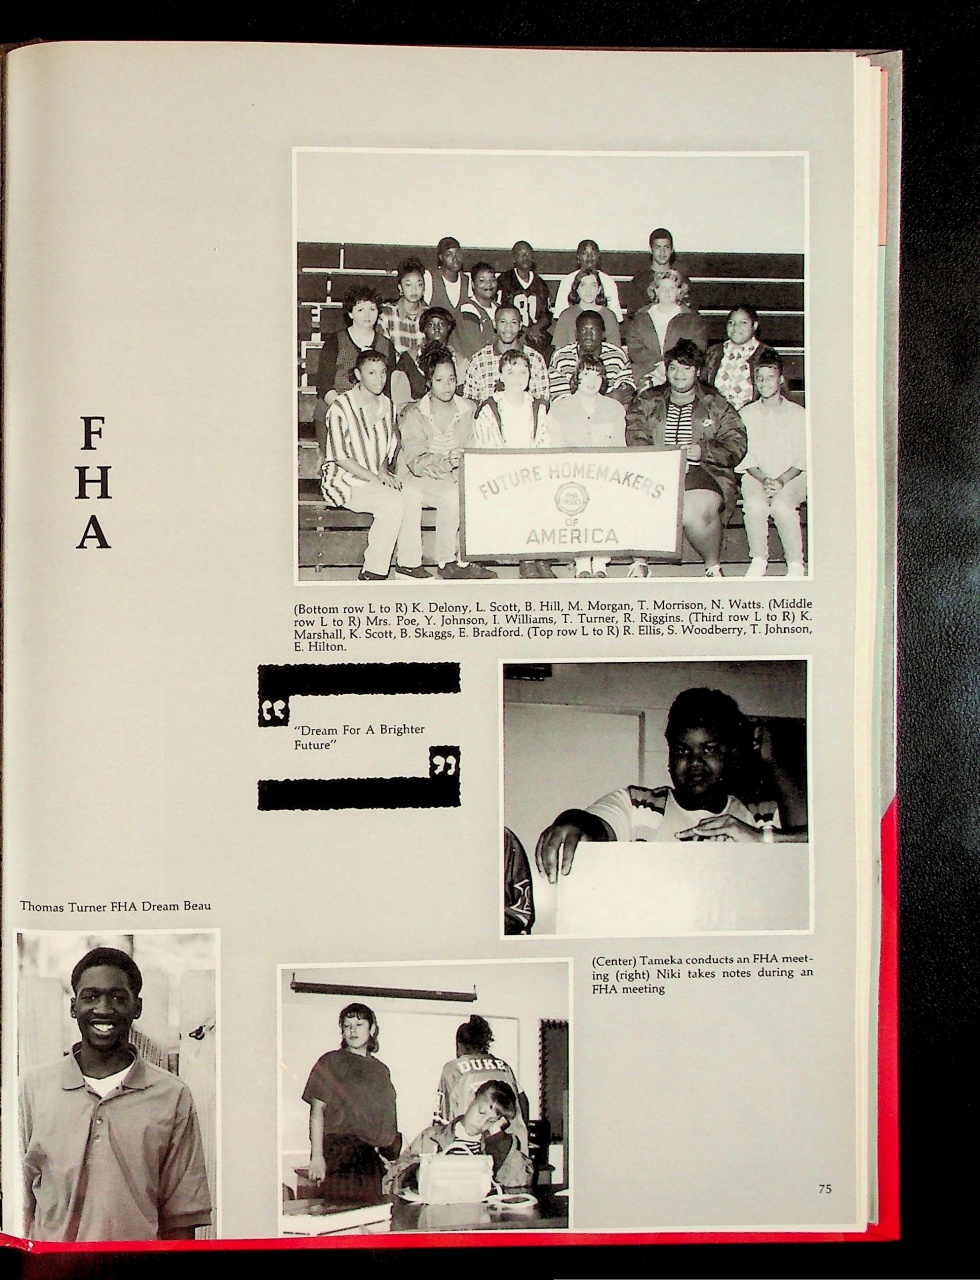 F
H
A
91
FUTURE HOMEMAKERS
OF
AMERICA
(Bottom row L to R) K. Delony, L. Scott, B. Hill, M. Morgan, T. Morrison, N. Watts. (Middle
row L to R) Mrs. Poe, Y. Johnson, I. Williams, T. Turner, R. Riggins. (Third row L to R) K.
Marshall, K. Scott, B. Skaggs, E. Bradford. (Top row L to R) R. Ellis, S. Woodberry, T. Johnson,
E. Hilton.
"Dream For A Brighter
Future"
Thomas Turner FHA Dream Beau
(Center) Tameka conducts an FHA meet-
ing (right) Niki takes notes during an
FHA meeting
DUKE
75